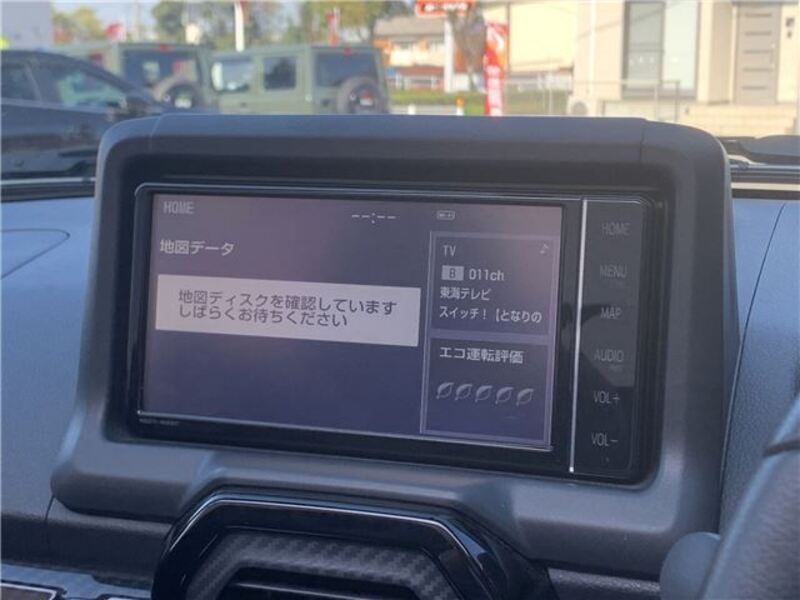 HOME
--:--
地図データ
地図ディスクを確認しています
しばらくお待ちください
TV
B 011ch
東海テレビ
スイッチ!【となりの
エコ運転評価
HOME
MENU
MAP
AUDIO
VOL+
VOL-